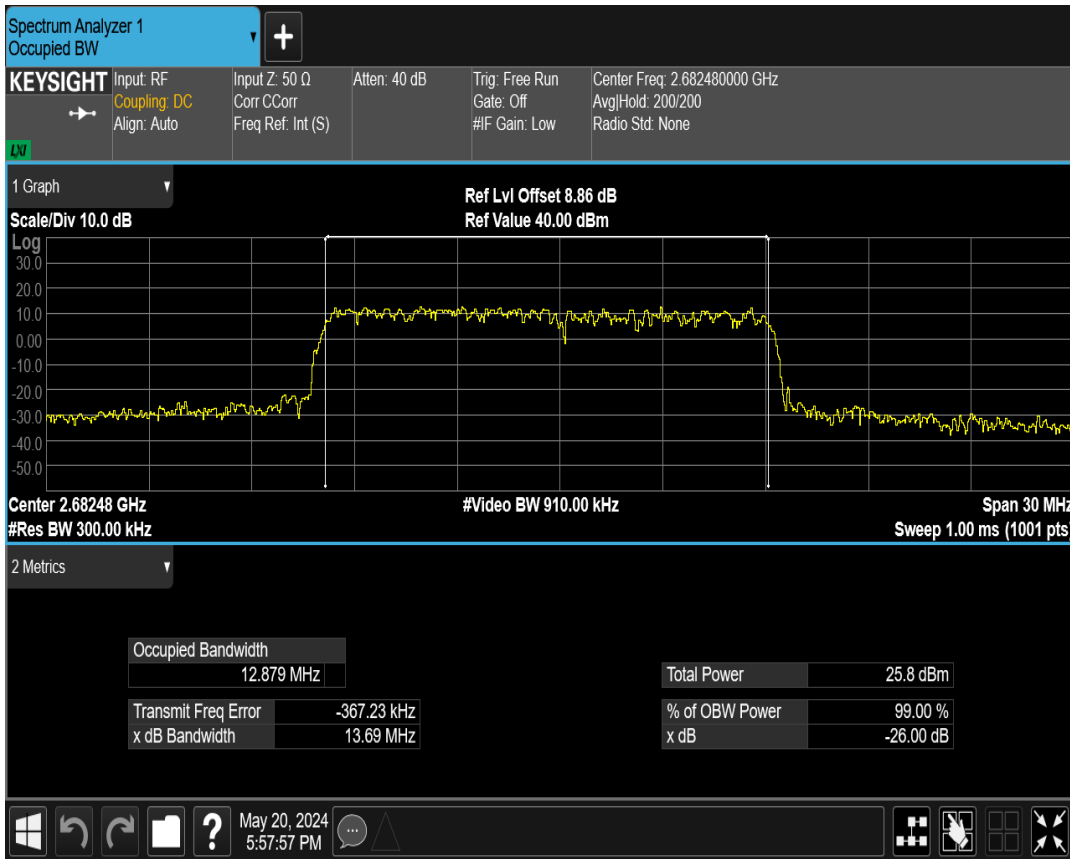 Spectrum Analyzer 1
Occupied BW
+
KEYSIGHT
LXI
Input: RF
Coupling: DC
Align: Auto
Input Z: 50 Ω
Corr CCorr
Freq Ref: Int (S)
Atten: 40 dB
Trig: Free Run
Gate: Off
#IF Gain: Low
Center Freq: 2.682480000 GHz
Avg|Hold: 200/200
Radio Std: None
1 Graph
Scale/Div 10.0 dB
Ref Lvl Offset 8.86 dB
Ref Value 40.00 dBm
Log
30.0
20.0
10.0
0.00
-10.0
-20.0
-30.0
-40.0
-50.0
Center 2.68248 GHz
#Video BW 910.00 kHz
Span 30 MHz
#Res BW 300.00 kHz
Sweep 1.00 ms (1001 pts)
2 Metrics
Occupied Bandwidth
12.879 MHz
Total Power 25.8 dBm
Transmit Freq Error -367.23 kHz
% of OBW Power 99.00 %
x dB Bandwidth 13.69 MHz
x dB -26.00 dB
?
May 20, 2024
5:57:57 PM